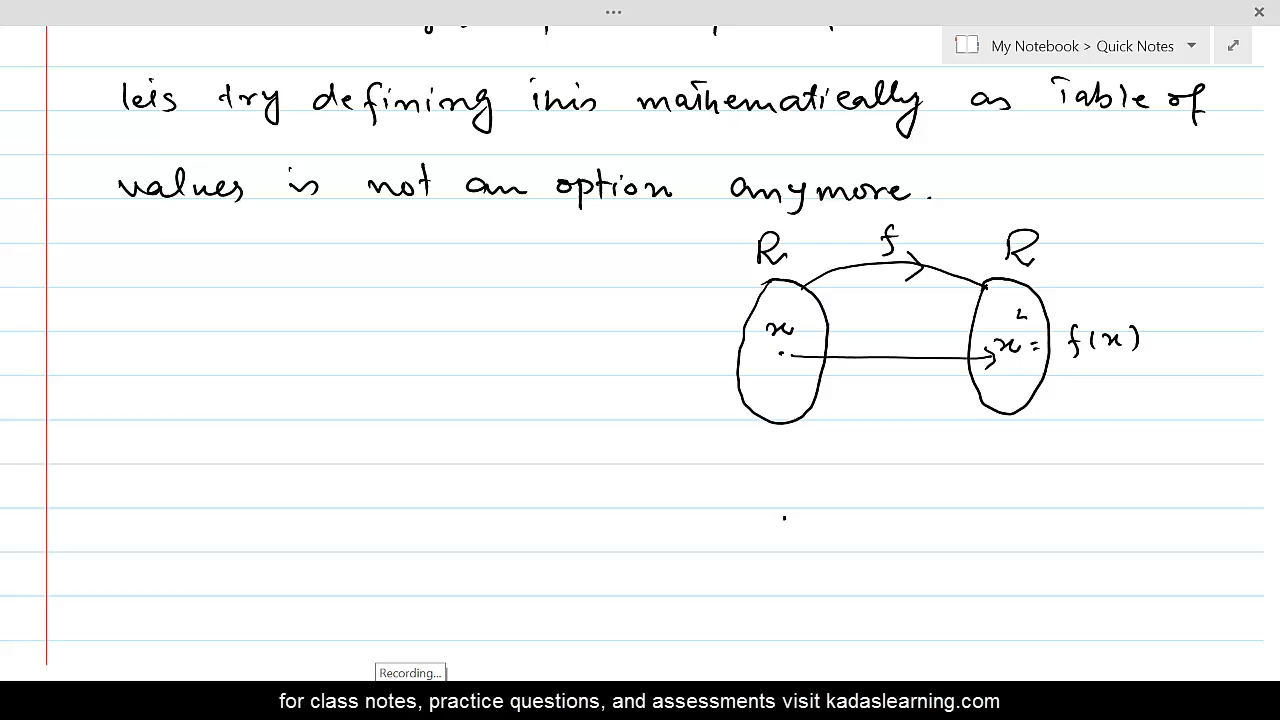 My Notebook > Quick Notes
lets try defining this mathematically as Table of
values is not an option anymore.
R f R
x x² = f(x)
Recording...
for class notes, practice questions, and assessments visit kadaslearning.com